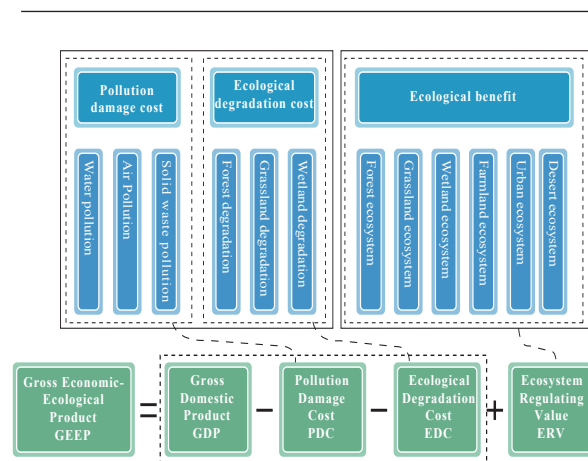 Pollution
damage cost
Ecological
degradation cost
Ecological benefit
Water pollution
Air Pollution
Solid waste pollution
Forest degradation
Grassland degradation
Wetland degradation
Forest ecosystem
Grassland ecosystem
Wetland ecosystem
Farmland ecosystem
Urban ecosystem
Desert ecosystem
Gross Economic-
Ecological
Product
GEEP
=
Gross
Domestic
Product
GDP
−
Pollution
Damage
Cost
PDC
−
Ecological
Degradation
Cost
EDC
+
Ecosystem
Regulating
Value
ERV